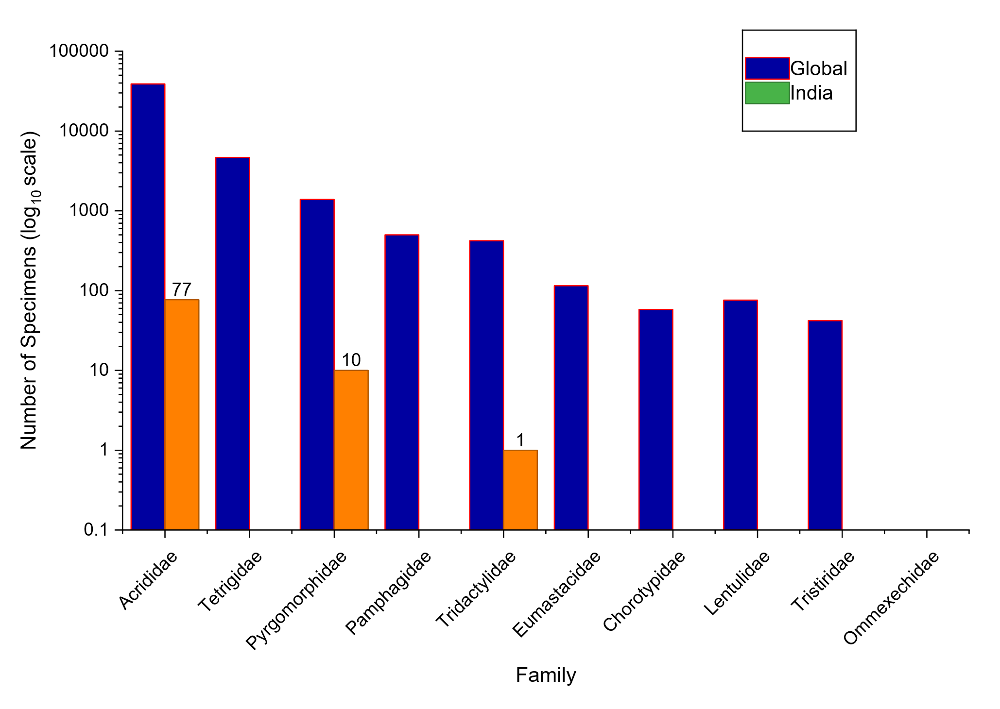 Global
India
100000
10000
1000
100
10
1
0.1
Number of Specimens (log10 scale)
77
10
1
Acrididae
Tetrigidae
Pyrgomorphidae
Pamphagidae
Tridactylidae
Eumastacidae
Chorotypidae
Lentulidae
Tristiridae
Ommexechidae
Family